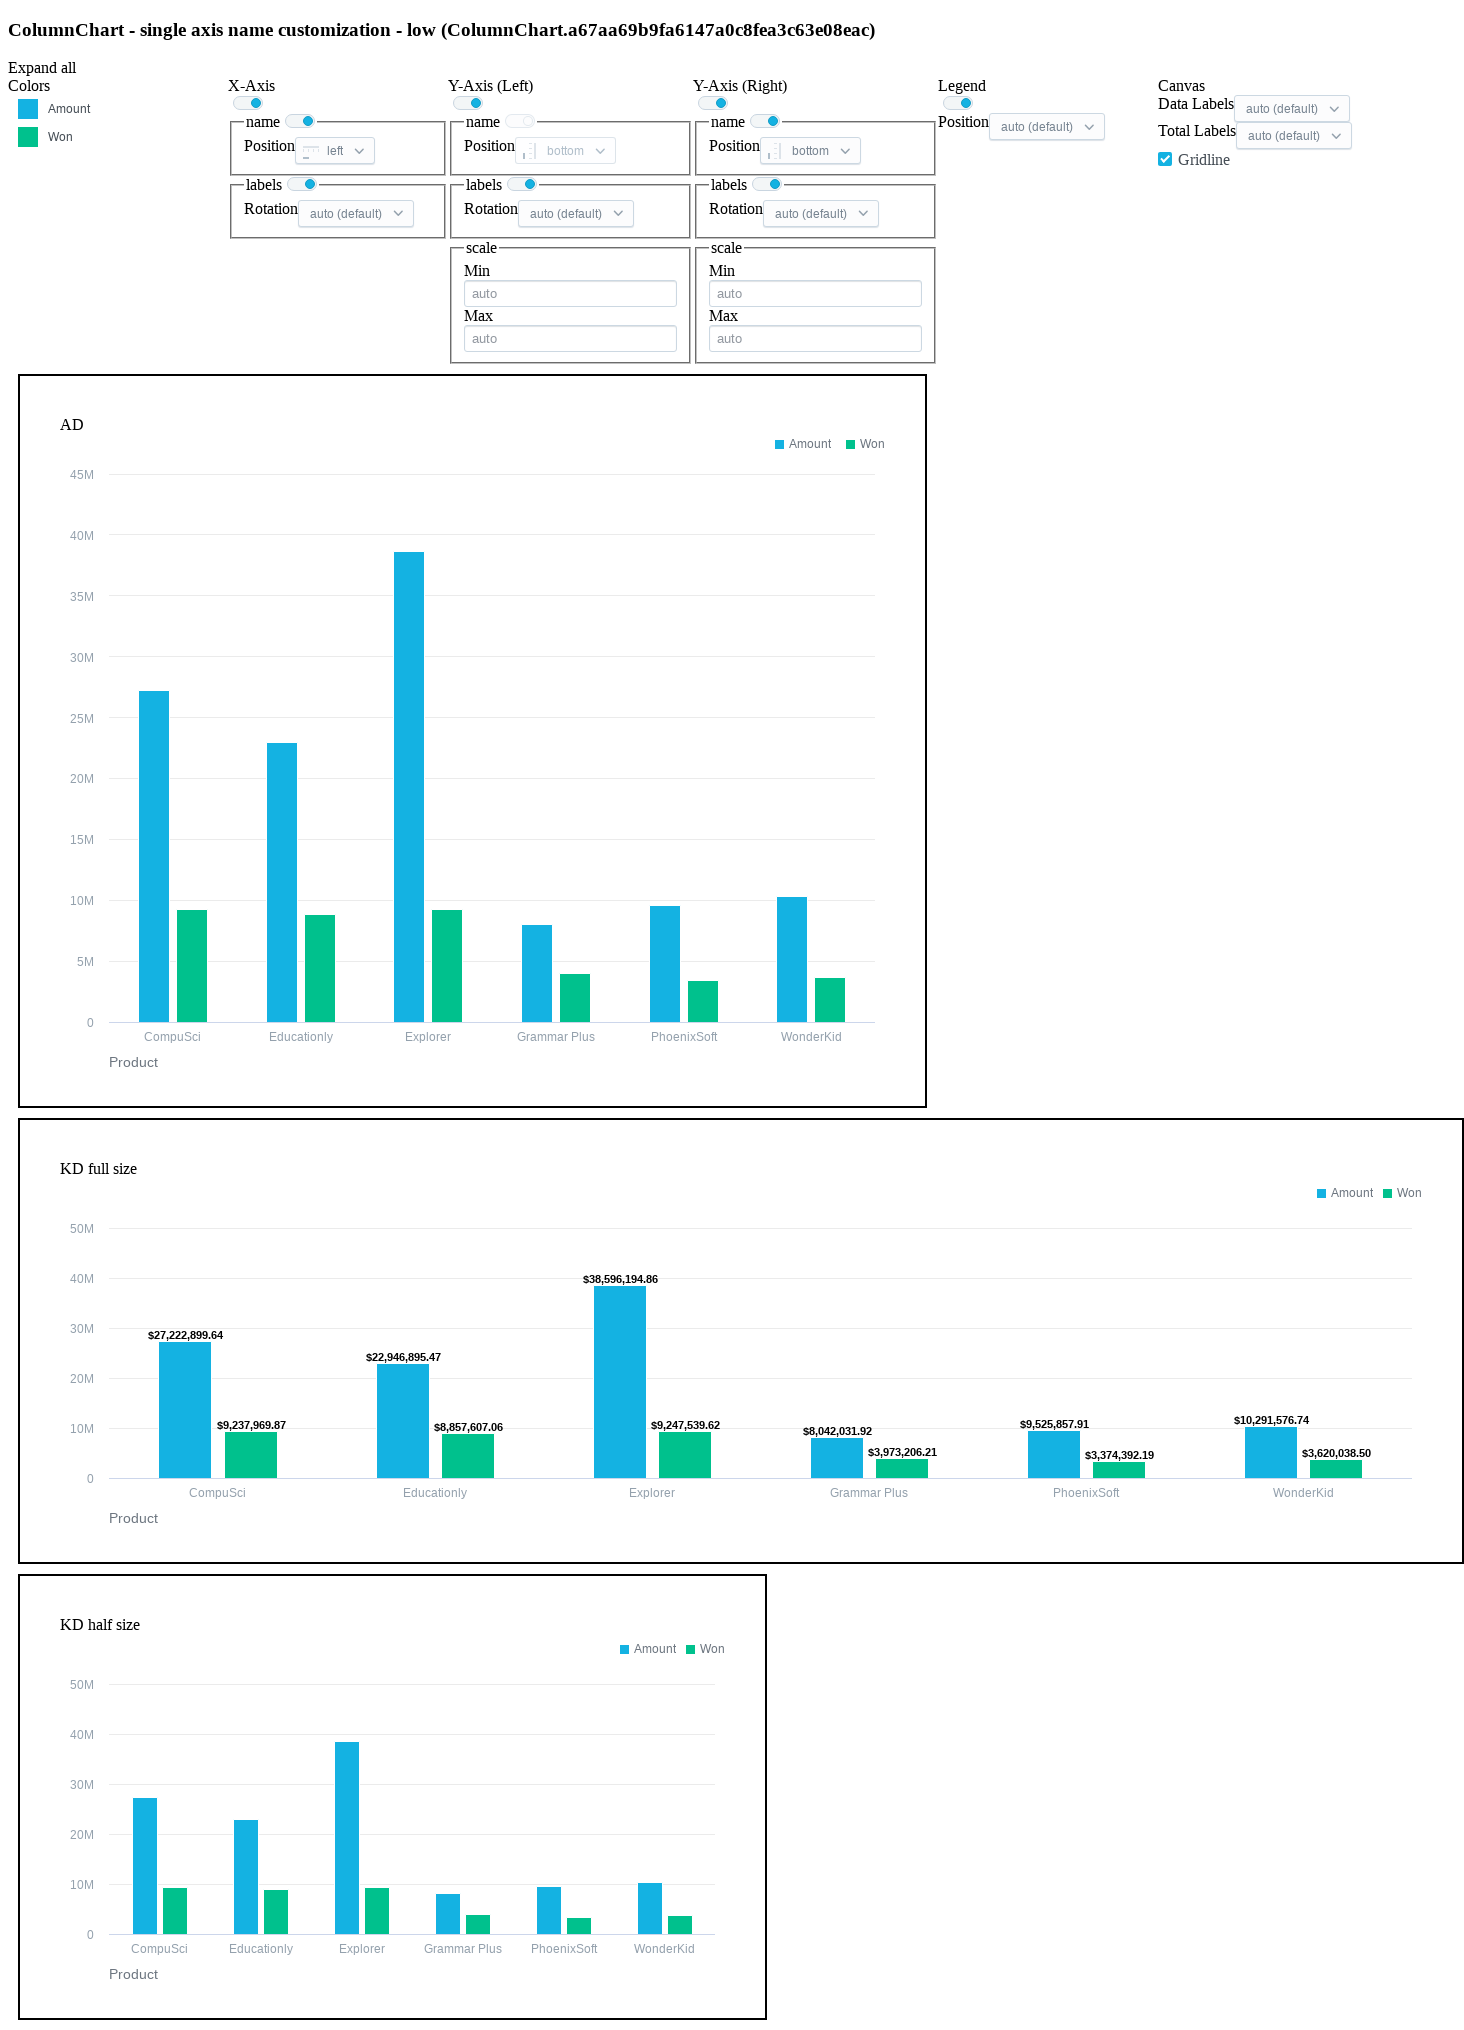 ColumnChart - single axis name customization - low (ColumnChart.a67aa69b9fa6147a0c8fea3c63e08eac)
Expand all
Colors
Amount
Won
X-Axis
name
Position left
labels
Rotation auto (default)
Y-Axis (Left)
name
Position bottom
labels
Rotation auto (default)
scale
Min
auto
Max
auto
Y-Axis (Right)
name
Position bottom
labels
Rotation auto (default)
scale
Min
auto
Max
auto
Legend
Position auto (default)
Canvas
Data Labels auto (default)
Total Labels auto (default)
Gridline
AD
Amount Won
45M
40M
35M
30M
25M
20M
15M
10M
5M
0
CompuSci Educationly Explorer Grammar Plus PhoenixSoft WonderKid
Product
KD full size
Amount Won
50M
40M
30M
20M
10M
0
$27,222,899.64
$9,237,969.87
$22,946,895.47
$8,857,607.06
$38,596,194.86
$9,247,539.62
$8,042,031.92
$3,973,206.21
$9,525,857.91
$3,374,392.19
$10,291,576.74
$3,620,038.50
CompuSci Educationly Explorer Grammar Plus PhoenixSoft WonderKid
Product
KD half size
Amount Won
50M
40M
30M
20M
10M
0
CompuSci Educationly Explorer Grammar Plus PhoenixSoft WonderKid
Product